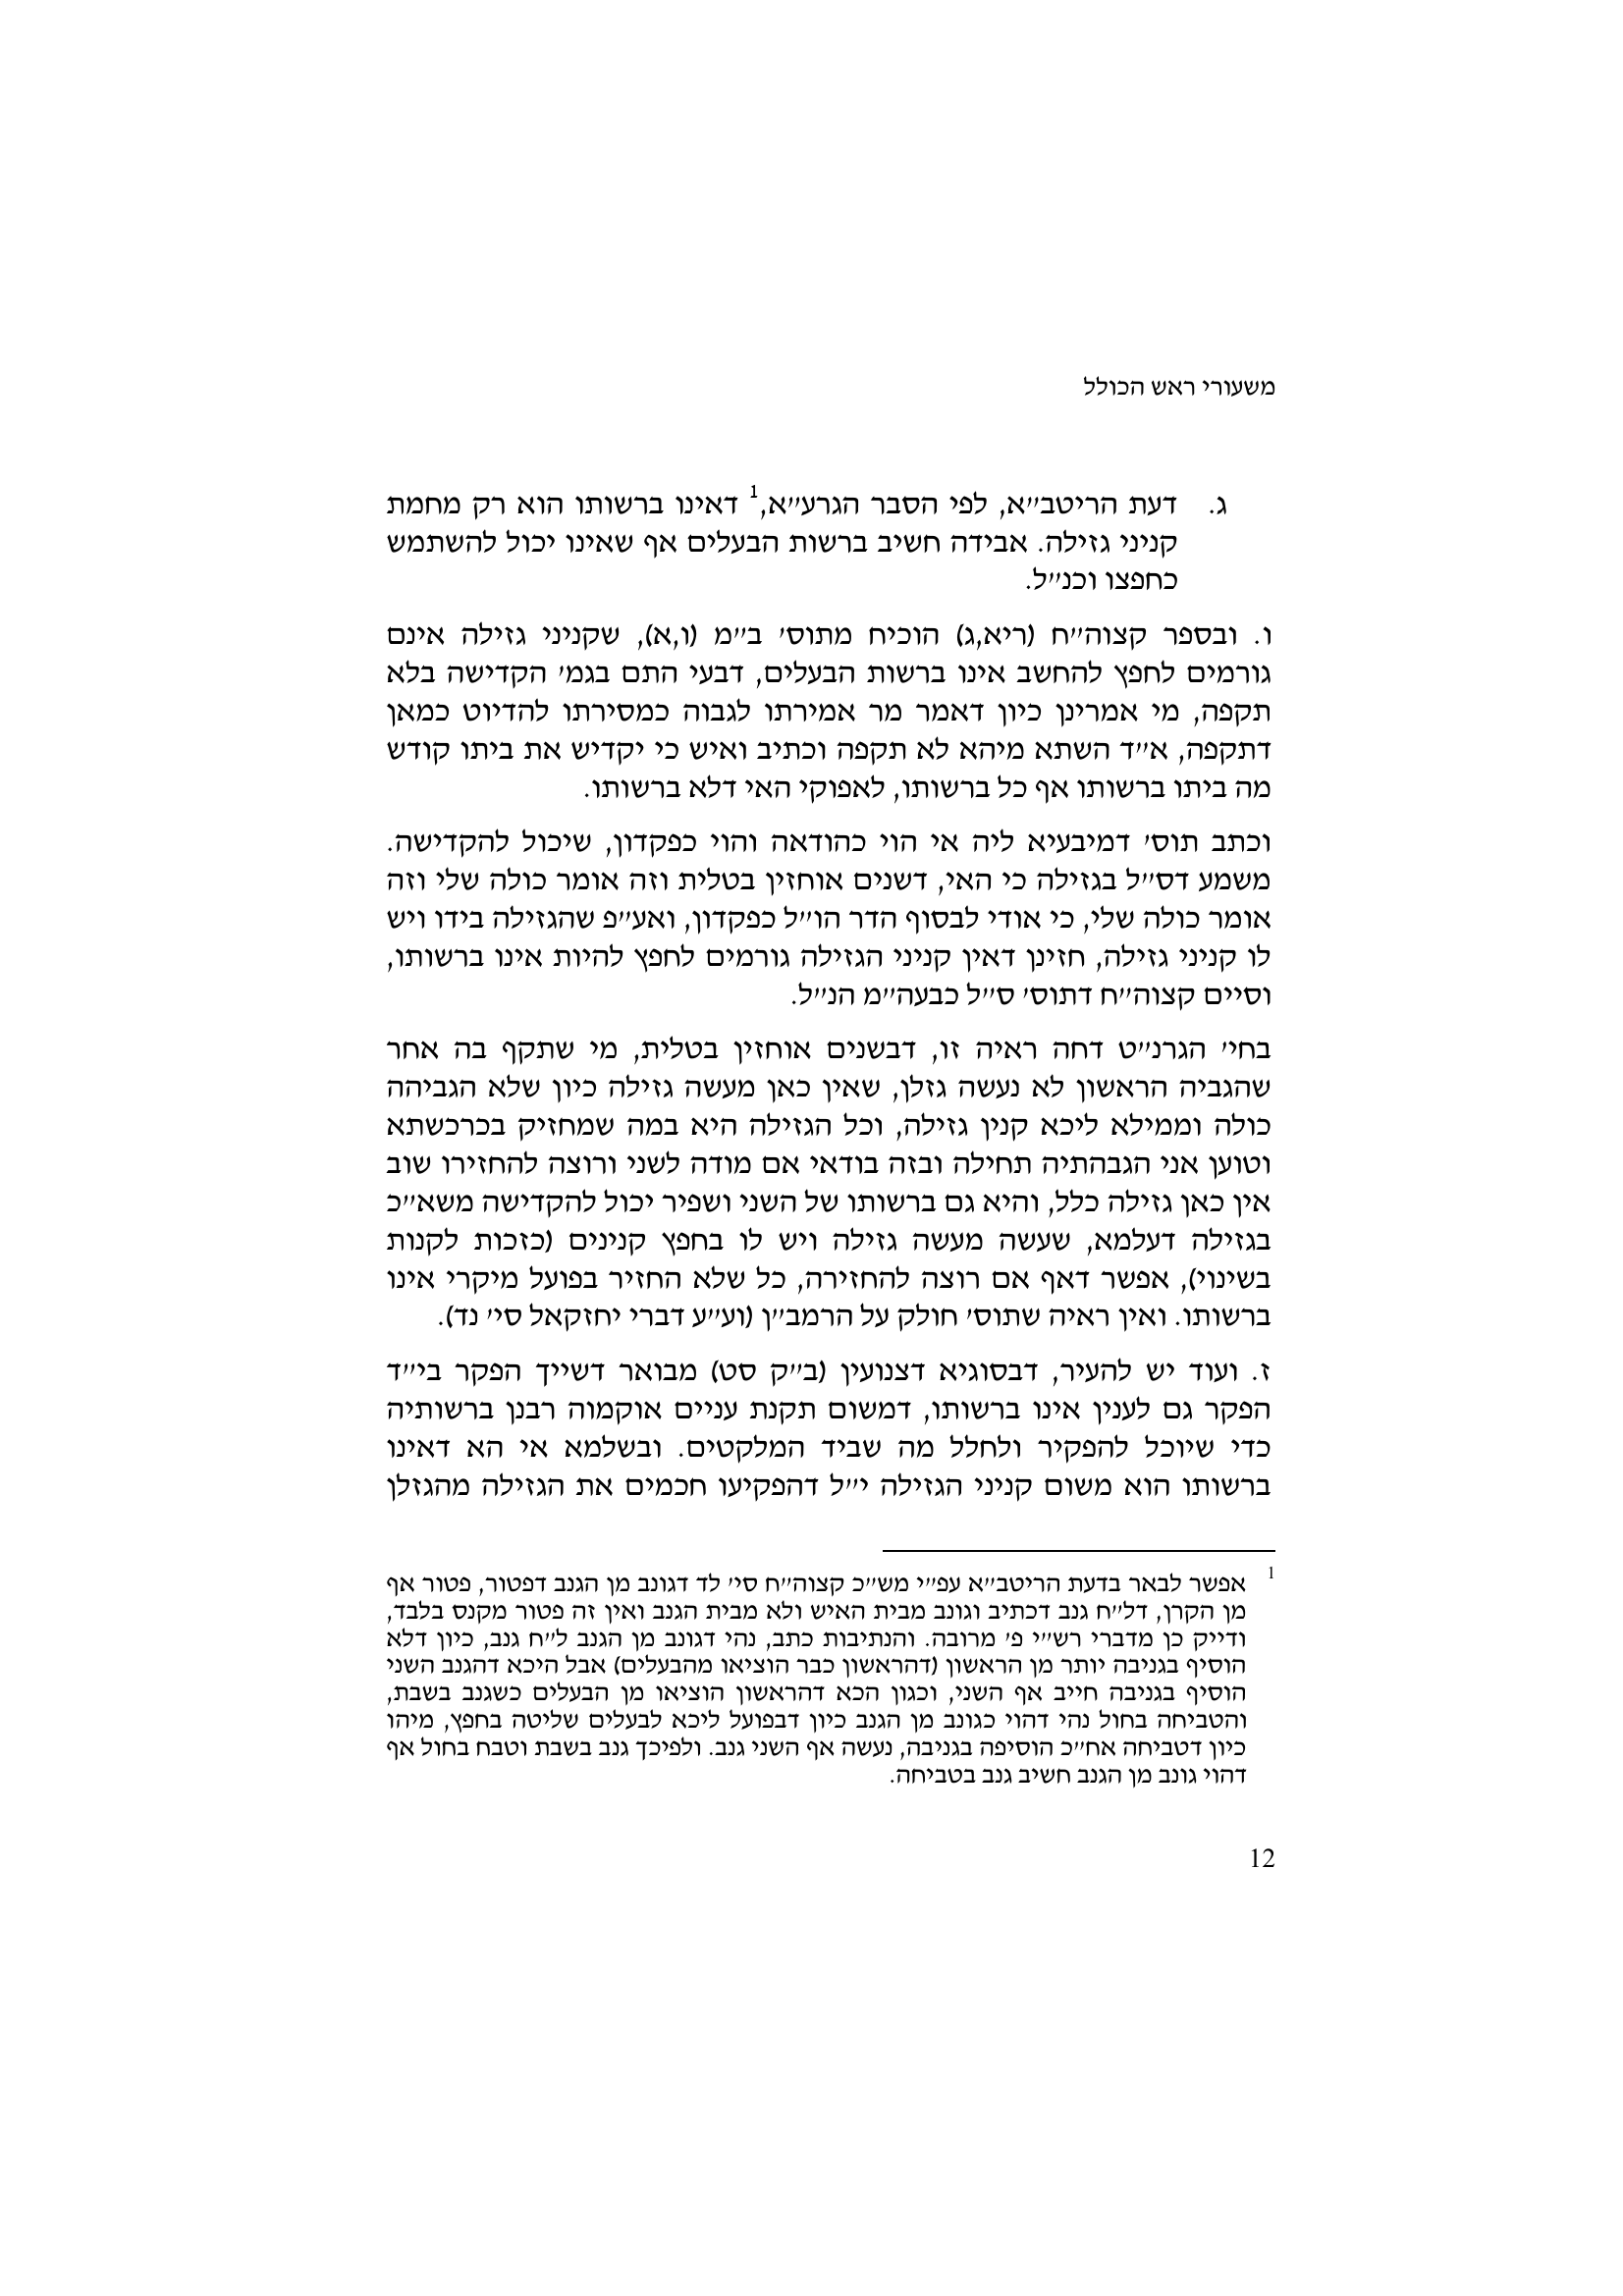 משעורי ראש הכולל
ג. דעת הריטב״א, לפי הסבר הגרע״א,1 דאינו ברשותו הוא רק מחמת
קניני גזילה. אבידה חשיב ברשות הבעלים אף שאינו יכול להשתמש
כחפצו וכנ״ל.
ו. ובספר קצוה״ח (ריא,ג) הוכיח מתוס׳ ב״מ (ו,א), שקניני גזילה אינם
גורמים לחפץ להחשב אינו ברשות הבעלים, דבעי התם בגמ׳ הקדישה בלא
תקפה, מי אמרינן כיון דאמר מר אמירתו לגבוה כמסירתו להדיוט כמאן
דתקפה, א״ד השתא מיהא לא תקפה וכתיב ואיש כי יקדיש את ביתו קודש
מה ביתו ברשותו אף כל ברשותו, לאפוקי האי דלא ברשותו.
וכתב תוס׳ דמיבעיא ליה אי הוי כהודאה והוי כפקדון, שיכול להקדישה.
משמע דס״ל בגזילה כי האי, דשנים אוחזין בטלית וזה אומר כולה שלי וזה
אומר כולה שלי, כי אודי לבסוף הדר הו״ל כפקדון, ואע״פ שהגזילה בידו ויש
לו קניני גזילה, חזינן דאין קניני הגזילה גורמים לחפץ להיות אינו ברשותו,
וסיים קצוה״ח דתוס׳ ס״ל כבעה״מ הנ״ל.
בחי׳ הגרנ״ט דחה ראיה זו, דבשנים אוחזין בטלית, מי שתקף בה אחר
שהגביה הראשון לא נעשה גזלן, שאין כאן מעשה גזילה כיון שלא הגביהה
כולה וממילא ליכא קנין גזילה, וכל הגזילה היא במה שמחזיק בכרכשתא
וטוען אני הגבהתיה תחילה ובזה בודאי אם מודה לשני ורוצה להחזירו שוב
אין כאן גזילה כלל, והיא גם ברשותו של השני ושפיר יכול להקדישה משא״כ
בגזילה דעלמא, שעשה מעשה גזילה ויש לו בחפץ קנינים (כזכות לקנות
בשינוי), אפשר דאף אם רוצה להחזירה, כל שלא החזיר בפועל מיקרי אינו
ברשותו. ואין ראיה שתוס׳ חולק על הרמב״ן (וע״ע דברי יחזקאל סי׳ נד).
ז. ועוד יש להעיר, דבסוגיא דצנועין (ב״ק סט) מבואר דשייך הפקר בי״ד
הפקר גם לענין אינו ברשותו, דמשום תקנת עניים אוקמוה רבנן ברשותיה
כדי שיוכל להפקיר ולחלל מה שביד המלקטים. ובשלמא אי הא דאינו
ברשותו הוא משום קניני הגזילה י״ל דהפקיעו חכמים את הגזילה מהגזלן
1 אפשר לבאר בדעת הריטב״א עפ״י מש״כ קצוה״ח סי׳ לד דגונב מן הגנב דפטור, פטור אף
מן הקרן, דל״ח גנב דכתיב וגונב מבית האיש ולא מבית הגנב ואין זה פטור מקנס בלבד,
ודייק כן מדברי רש״י פ׳ מרובה. והנתיבות כתב, נהי דגונב מן הגנב ל״ח גנב, כיון דלא
הוסיף בגניבה יותר מן הראשון (דהראשון כבר הוציאו מהבעלים) אבל היכא דהגנב השני
הוסיף בגניבה חייב אף השני, וכגון הכא דהראשון הוציאו מן הבעלים כשגנב בשבת,
והטביחה בחול נהי דהוי כגונב מן הגנב כיון דבפועל ליכא לבעלים שליטה בחפץ, מיהו
כיון דטביחה אח״כ הוסיפה בגניבה, נעשה אף השני גנב. ולפיכך גנב בשבת וטבח בחול אף
דהוי גונב מן הגנב חשיב גנב בטביחה.
12